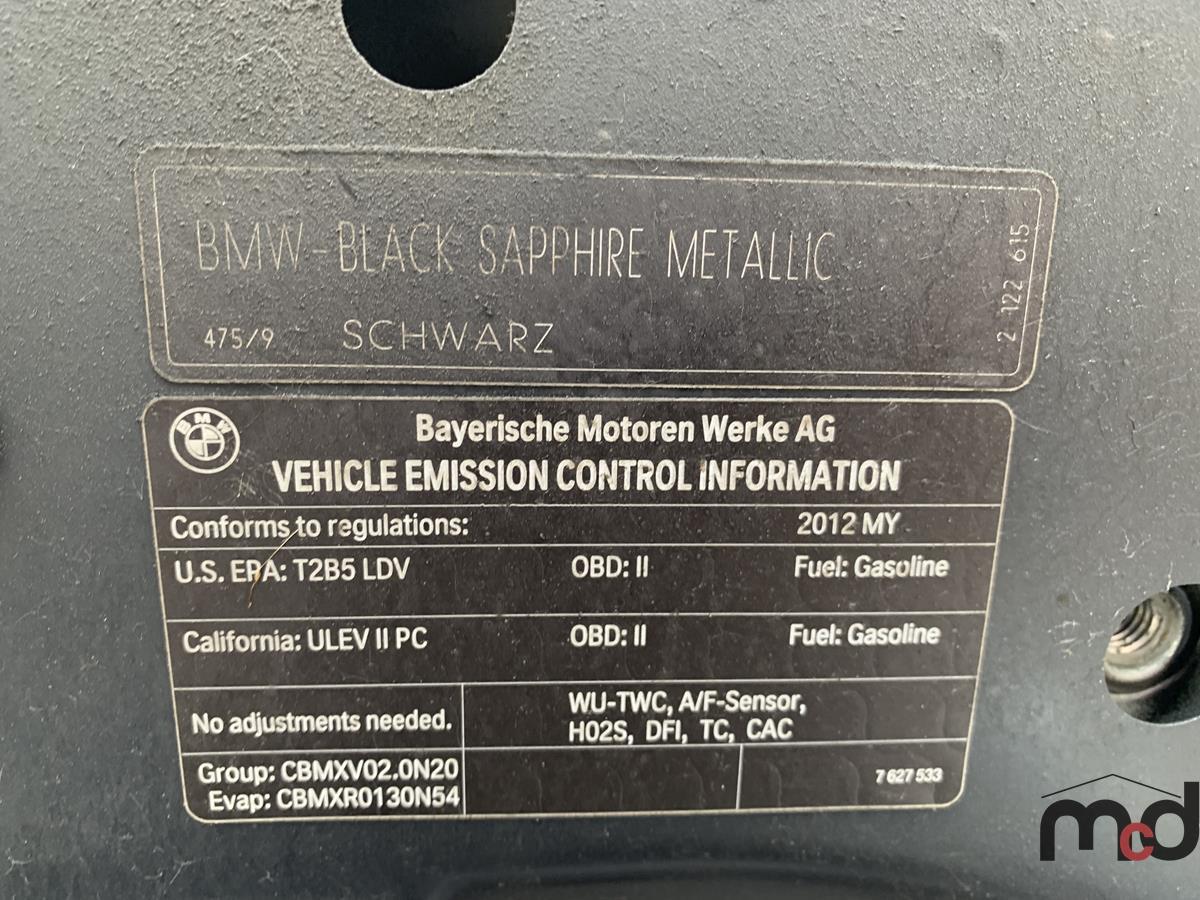 BMW-BLACK SAPPHIRE METALLIC
475/9 SCHWARZ
2 122 615
BMW
Bayerische Motoren Werke AG
VEHICLE EMISSION CONTROL INFORMATION
Conforms to regulations: 2012 MY
U.S. EPA: T2B5 LDV OBD: II Fuel: Gasoline
California: ULEV II PC OBD: II Fuel: Gasoline
No adjustments needed.
WU-TWC, A/F-Sensor,
HO2S, DFI, TC, CAC
Group: CBMXV02.0N20
Evap: CBMXR0130N54
7 627 533
mcd